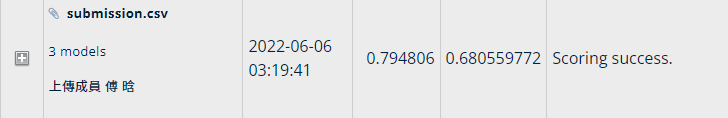 submission.csv
3 models
上傳成員 傅 晗
2022-06-06
03:19:41
0.794806
0.680559772
Scoring success.